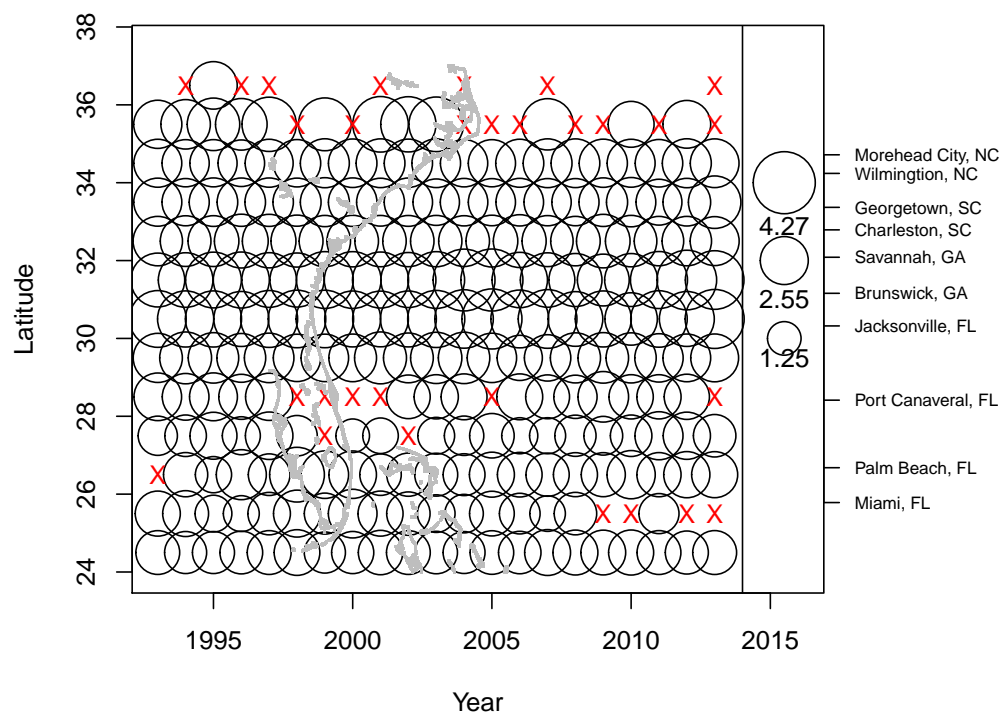 38
36
34
32
30
28
26
24
Latitude
X X X X X X X
X X X X X X X X X
X X X X X X
X X
X
X X X X
4.27
2.55
1.25
Morehead City, NC
Wilmington, NC
Georgetown, SC
Charleston, SC
Savannah, GA
Brunswick, GA
Jacksonville, FL
Port Canaveral, FL
Palm Beach, FL
Miami, FL
1995 2000 2005 2010 2015
Year